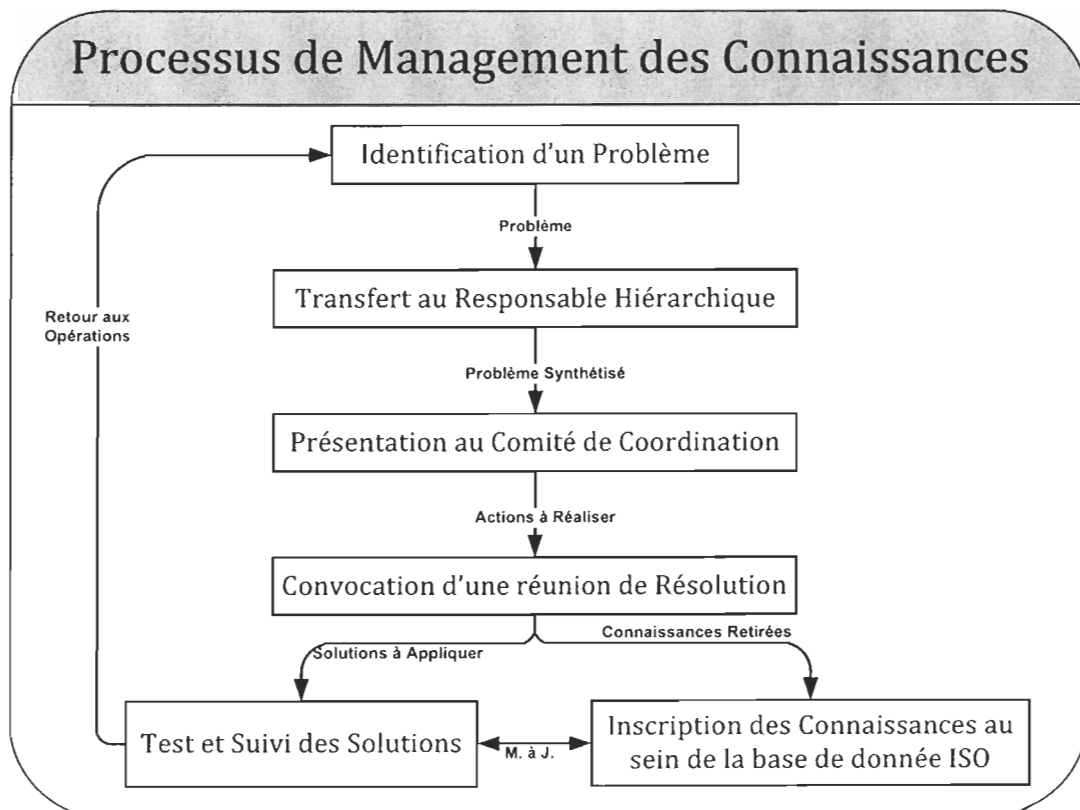 Processus de Management des Connaissances
Identification d'un Problème
Problème
Transfert au Responsable Hiérarchique
Retour aux
Opérations
Problème Synthétisé
Présentation au Comité de Coordination
Actions à Réaliser
Convocation d'une réunion de Résolution
Connaissances Retirées
Solutions à Appliquer
Test et Suivi des Solutions
M. à J.
Inscription des Connaissances au
sein de la base de donnée ISO